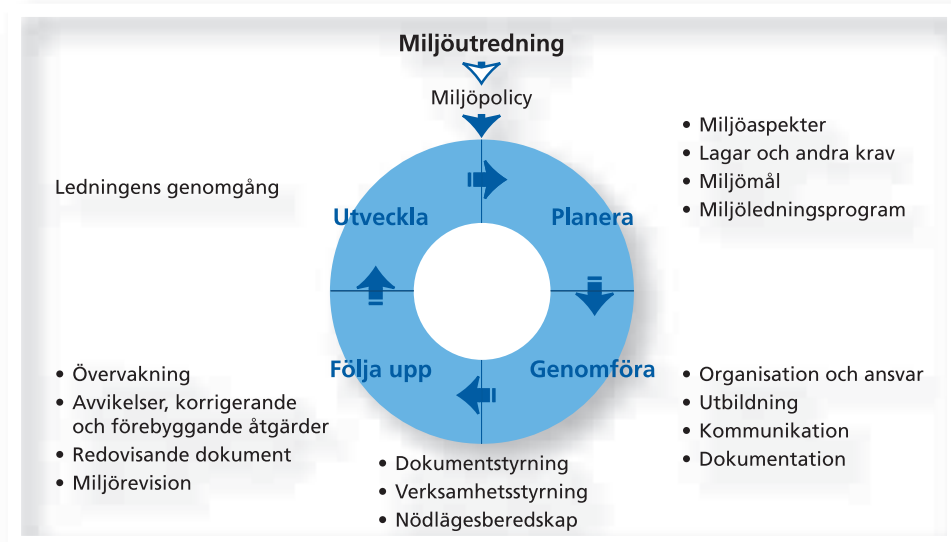 Miljöutredning
Miljöpolicy
• Miljöaspekter
• Lagar och andra krav
• Miljömål
• Miljöledningsprogram
Ledningens genomgång
Utveckla
Planera
Följa upp
Genomföra
• Övervakning
• Avvikelser, korrigerande
och förebyggande åtgärder
• Redovisande dokument
• Miljörevision
• Organisation och ansvar
• Utbildning
• Kommunikation
• Dokumentation
• Dokumentstyrning
• Verksamhetsstyrning
• Nödlägesberedskap